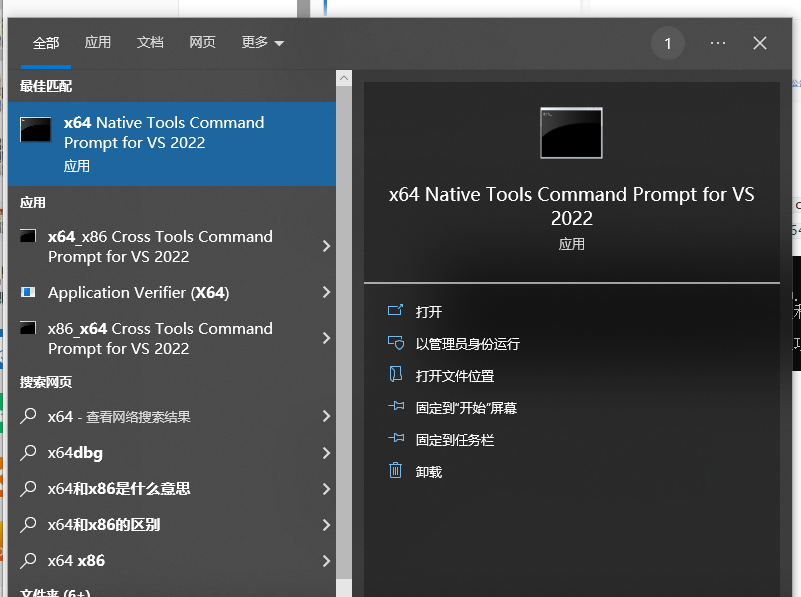 全部 应用 文档 网页 更多
1
最佳匹配
x64 Native Tools Command
Prompt for VS 2022
应用
应用
x64_x86 Cross Tools Command
Prompt for VS 2022
Application Verifier (X64)
x86_x64 Cross Tools Command
Prompt for VS 2022
搜索网页
x64 - 查看网络搜索结果
x64dbg
x64和x86是什么意思
x64和x86的区别
x64 x86
文件夹 (6+)
x64 Native Tools Command Prompt for VS
2022
应用
打开
以管理员身份运行
打开文件位置
固定到"开始"屏幕
固定到任务栏
卸载